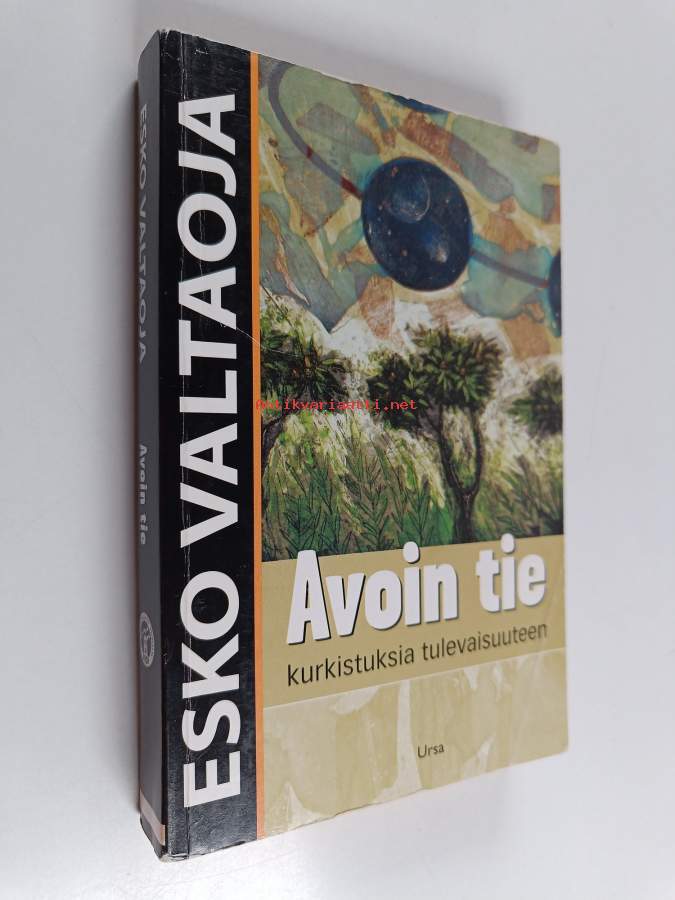 ESKO VALTAOJA
Avoin tie
ESKO VALTAOJA
antikvariaatti.net
Avoin tie
kurkistuksia tulevaisuuteen
Ursa